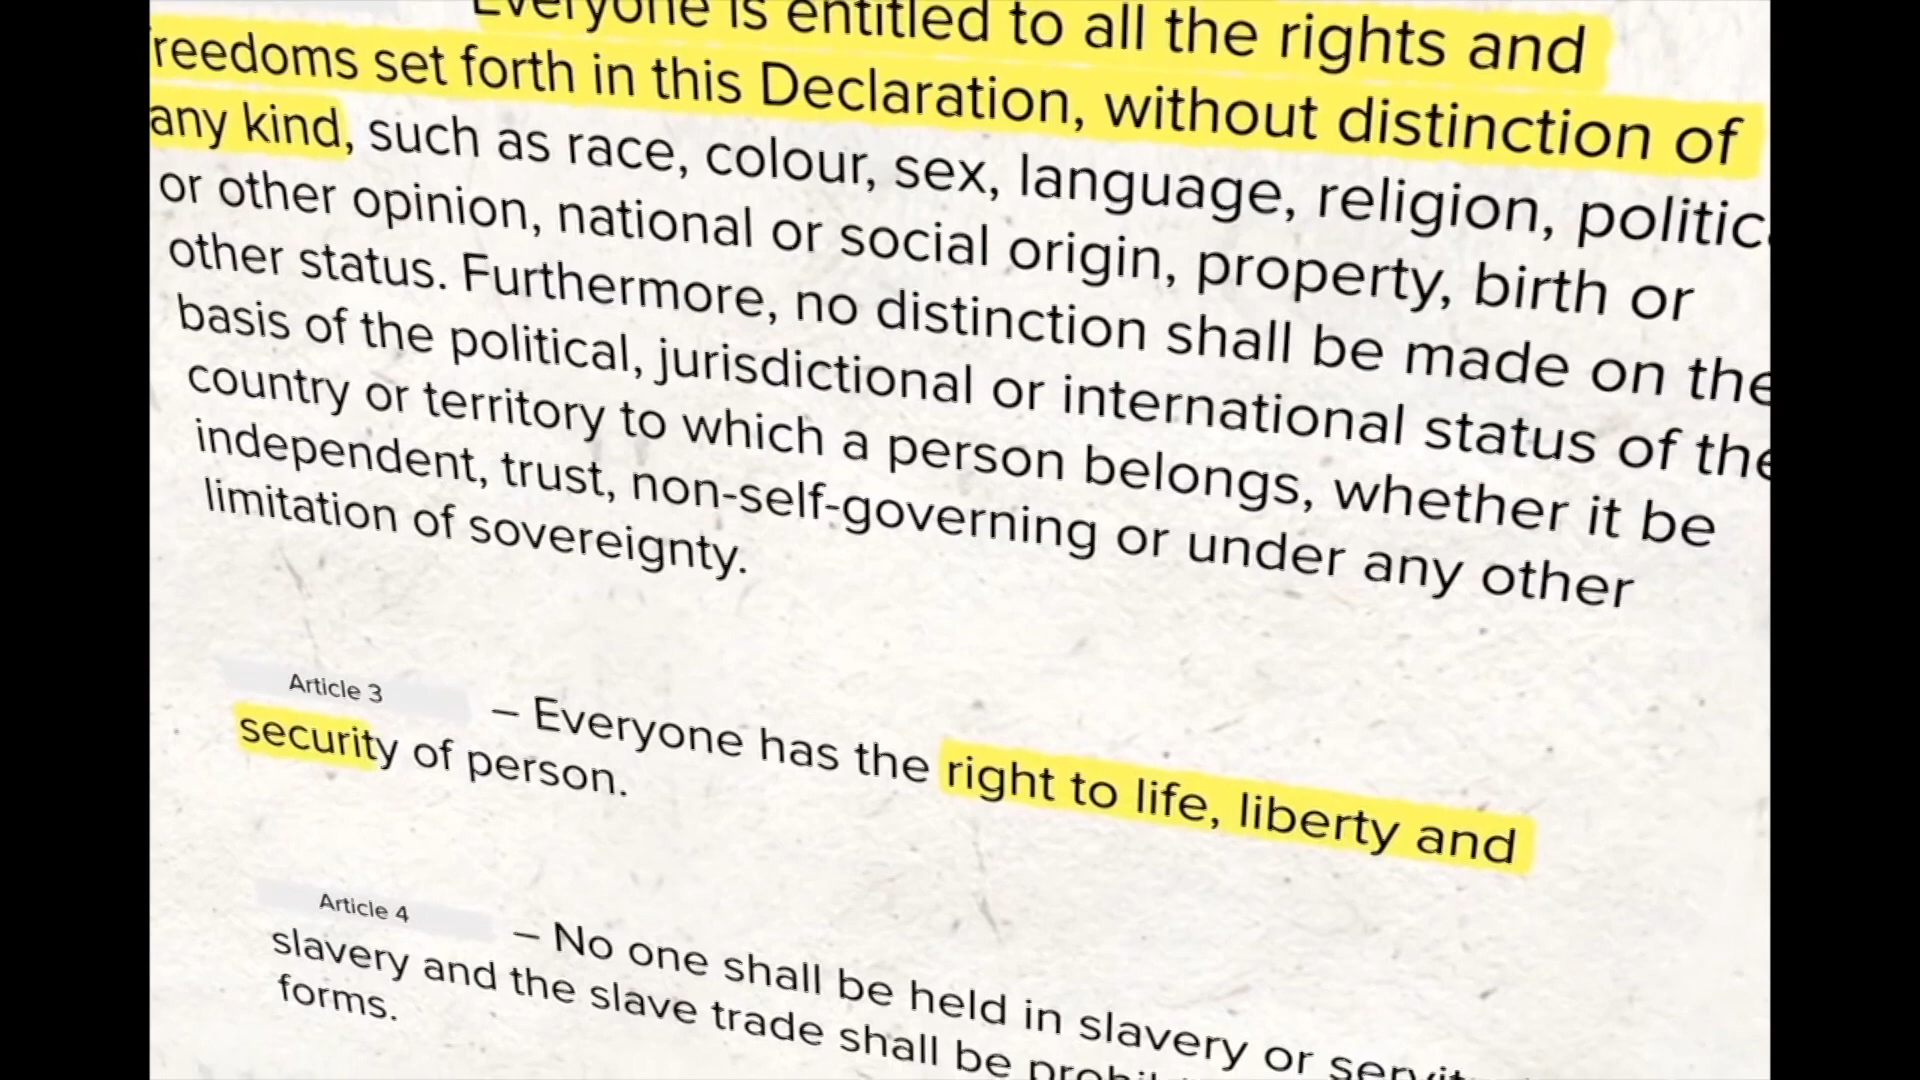 Everyone is entitled to all the rights and
reedoms set forth in this Declaration, without distinction of
any kind, such as race, colour, sex, language, religion, politic
or other opinion, national or social origin, property, birth or
other status. Furthermore, no distinction shall be made on the
basis of the political, jurisdictional or international status of the
country or territory to which a person belongs, whether it be
independent, trust, non-self-governing or under any other
limitation of sovereignty.
Article 3 – Everyone has the right to life, liberty and
security of person.
Article 4 – No one shall be held in slavery or
slavery and the slave trade shall be
forms.